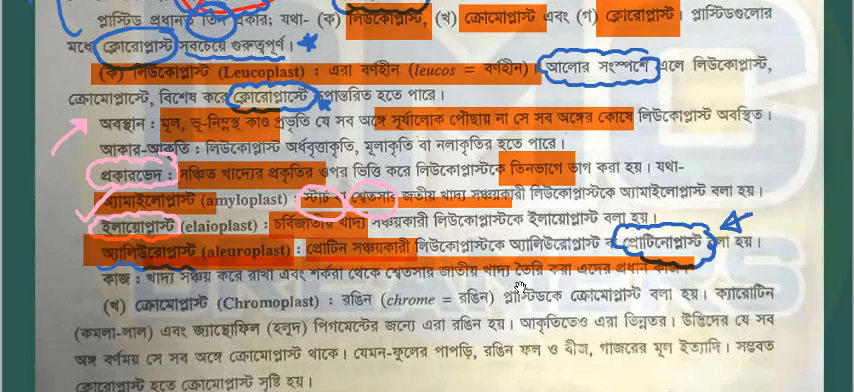 প্লাস্টিড প্রধানত তিন প্রকার; যথা- (ক) লিউকোপ্লাস্ট, (খ) ক্রোমোপ্লাস্ট এবং (গ) ক্লোরোপ্লাস্ট। প্লাস্টিডগুলোর
মধ্যে ক্লোরোপ্লাস্ট সবচেয়ে গুরুত্বপূর্ণ।
(ক) লিউকোপ্লাস্ট (Leucoplast) : এরা বর্ণহীন (leucos = বর্ণহীন)। আলোর সংস্পর্শে এলে লিউকোপ্লাস্ট,
ক্রোমোপ্লাস্টে, বিশেষ করে ক্লোরোপ্লাস্টে রূপান্তরিত হতে পারে।
অবস্থান : মূল, ভূ-নিম্নস্থ কাণ্ড প্রভৃতি যে সব অঙ্গে সূর্যালোক পৌছায় না সে সব অঙ্গের কোষে লিউকোপ্লাস্ট অবস্থিত।
আকার-আকৃতি : লিউকোপ্লাস্ট অর্ধবৃত্তাকৃতি, মূলাকৃতি বা নলাকৃতির হতে পারে।
প্রকারভেদ : সঞ্চিত খাদ্যের প্রকৃতির ওপর ভিত্তি করে লিউকোপ্লাস্টকে তিনভাগে ভাগ করা হয়। যথা-
অ্যামাইলোপ্লাস্ট (amyloplast) : স্টার্চ বা শ্বেতসার জাতীয় খাদ্য সঞ্চয়কারী লিউকোপ্লাস্টকে অ্যামাইলোপ্লাস্ট বলা হয়।
ইলায়োপ্লাস্ট (elaioplast) : চর্বিজাতীয় খাদ্য সঞ্চয়কারী লিউকোপ্লাস্টকে ইলায়োপ্লাস্ট বলা হয়।
অ্যালিউরোপ্লাস্ট (aleuroplast) : প্রোটিন সঞ্চয়কারী লিউকোপ্লাস্টকে অ্যালিউরোপ্লাস্ট বা প্রোটিনোপ্লাস্ট বলা হয়।
কাজ : খাদ্য সঞ্চয় করে রাখা এবং শর্করা থেকে শ্বেতসার জাতীয় খাদ্য তৈরি করা এদের প্রধান কাজ।
(খ) ক্রোমোপ্লাস্ট (Chromoplast) : রঙিন (chrome = রঙিন) প্লাস্টিডকে ক্রোমোপ্লাস্ট বলা হয়। ক্যারোটিন
(কমলা-লাল) এবং জ্যান্থোফিল (হলুদ) পিগমেন্টের জন্যে এরা রঙিন হয়। আকৃতিতেও এরা ভিন্নতর। উদ্ভিদের যে সব
অঙ্গ বর্ণময় সে সব অঙ্গে ক্রোমোপ্লাস্ট থাকে। যেমন-ফুলের পাপড়ি, রঙিন ফল ও বীজ, গাজরের মূল ইত্যাদি। সম্ভবত
ক্লোরোপ্লাস্ট হতে ক্রোমোপ্লাস্ট সৃষ্টি হয়।